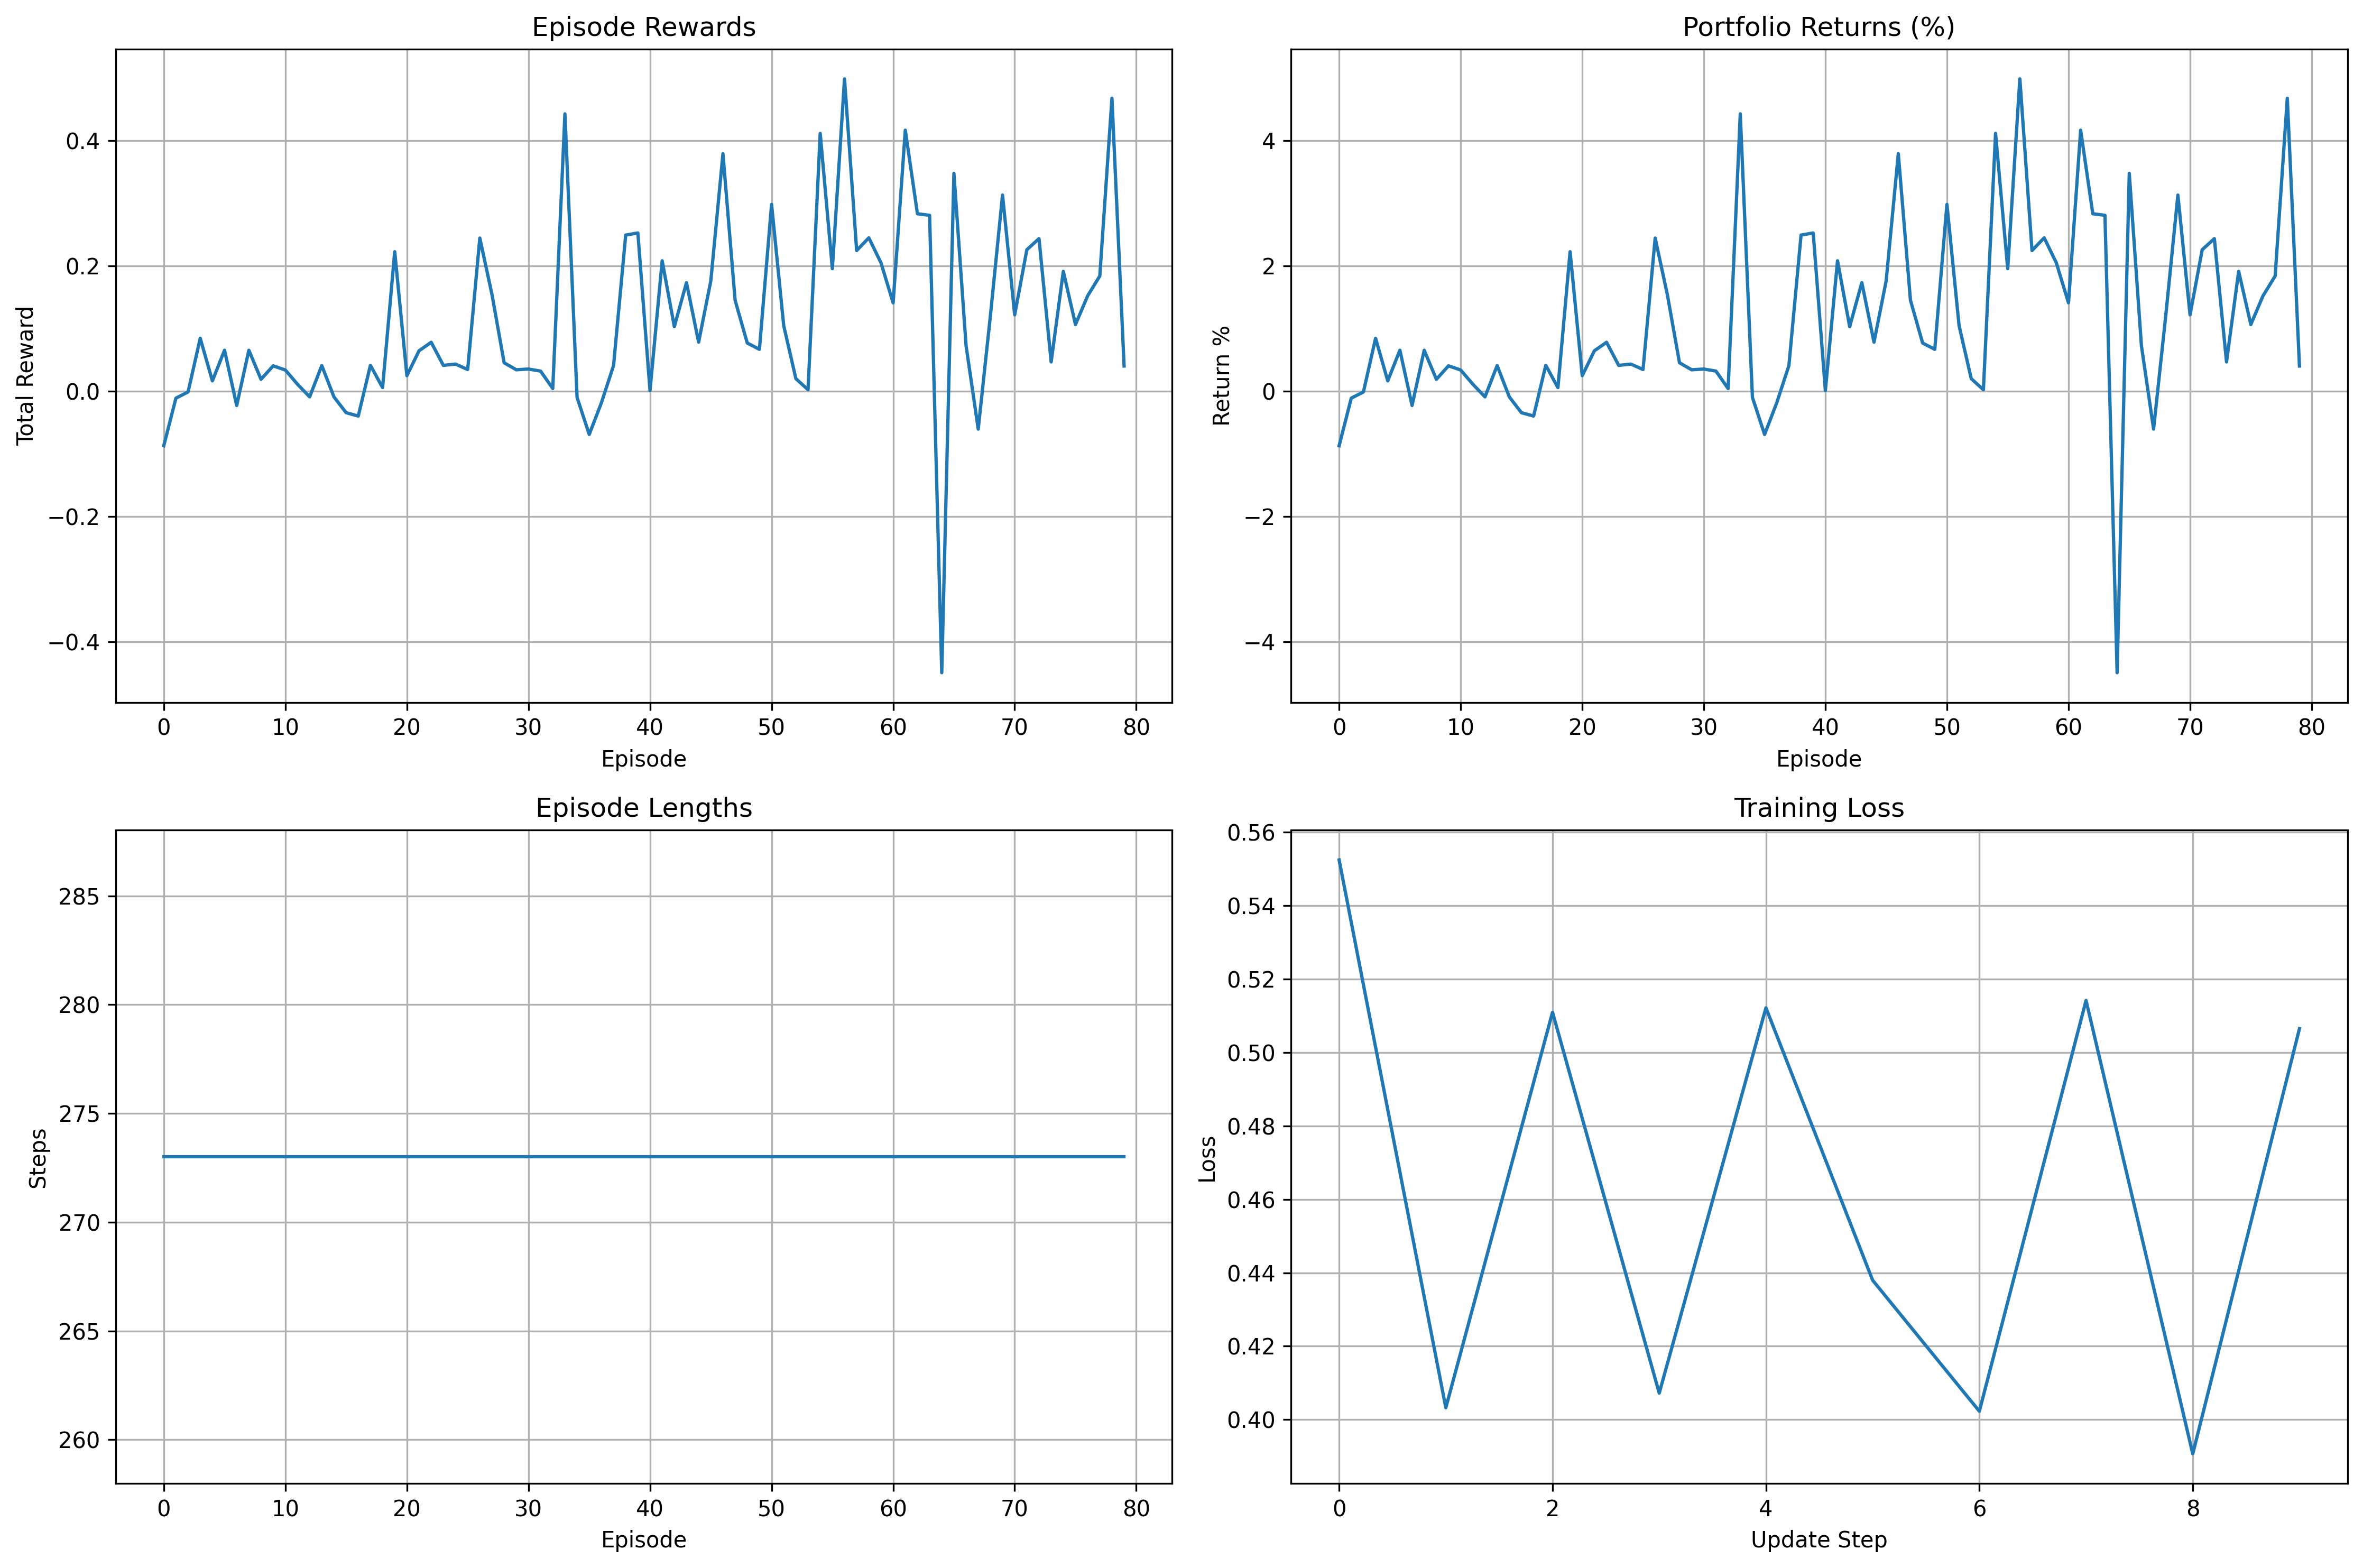 Episode Rewards
Total Reward
0.4
0.2
0.0
−0.2
−0.4
0 10 20 30 40 50 60 70 80
Episode
Portfolio Returns (%)
Return %
4
2
0
−2
−4
0 10 20 30 40 50 60 70 80
Episode
Episode Lengths
Steps
285
280
275
270
265
260
0 10 20 30 40 50 60 70 80
Episode
Training Loss
Loss
0.56
0.54
0.52
0.50
0.48
0.46
0.44
0.42
0.40
0 2 4 6 8
Update Step